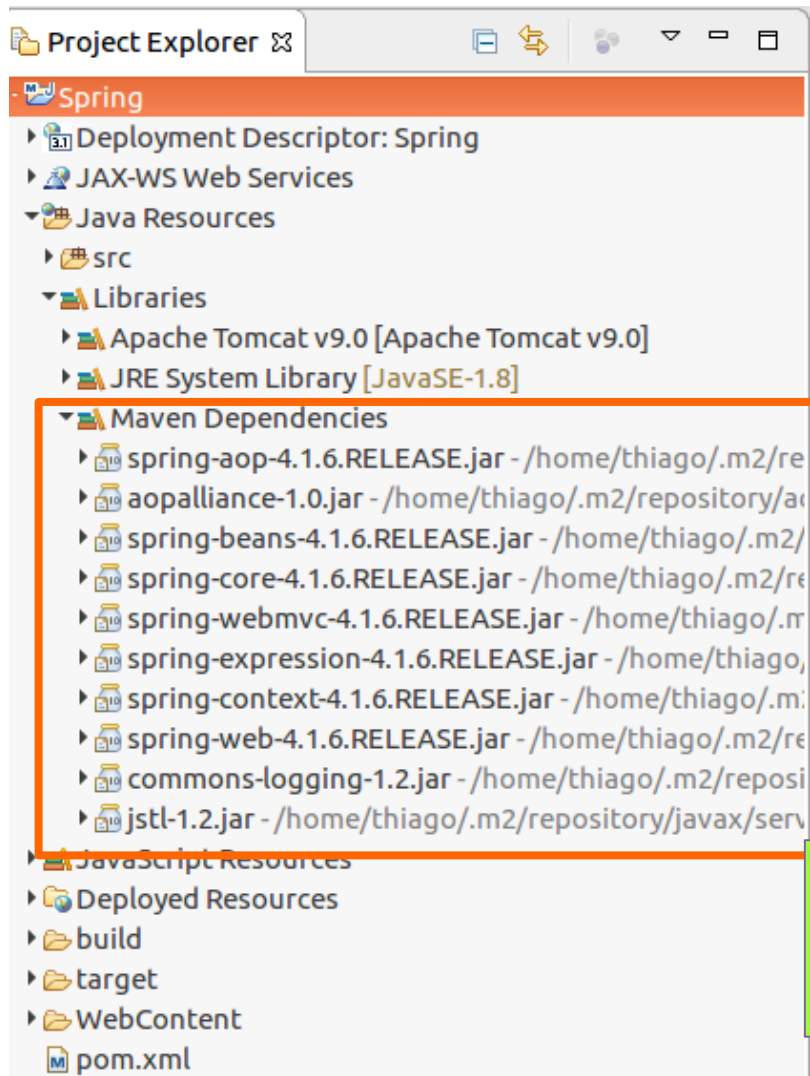 Project Explorer
Spring
Deployment Descriptor: Spring
JAX-WS Web Services
Java Resources
src
Libraries
Apache Tomcat v9.0 [Apache Tomcat v9.0]
JRE System Library [JavaSE-1.8]
Maven Dependencies
spring-aop-4.1.6.RELEASE.jar - /home/thiago/.m2/re
aopalliance-1.0.jar - /home/thiago/.m2/repository/a
spring-beans-4.1.6.RELEASE.jar - /home/thiago/.m2/
spring-core-4.1.6.RELEASE.jar - /home/thiago/.m2/re
spring-webmvc-4.1.6.RELEASE.jar - /home/thiago/.m
spring-expression-4.1.6.RELEASE.jar - /home/thiago/
spring-context-4.1.6.RELEASE.jar - /home/thiago/.m
spring-web-4.1.6.RELEASE.jar - /home/thiago/.m2/re
commons-logging-1.2.jar - /home/thiago/.m2/reposi
jstl-1.2.jar - /home/thiago/.m2/repository/javax/serv
JavaScript Resources
Deployed Resources
build
target
WebContent
pom.xml